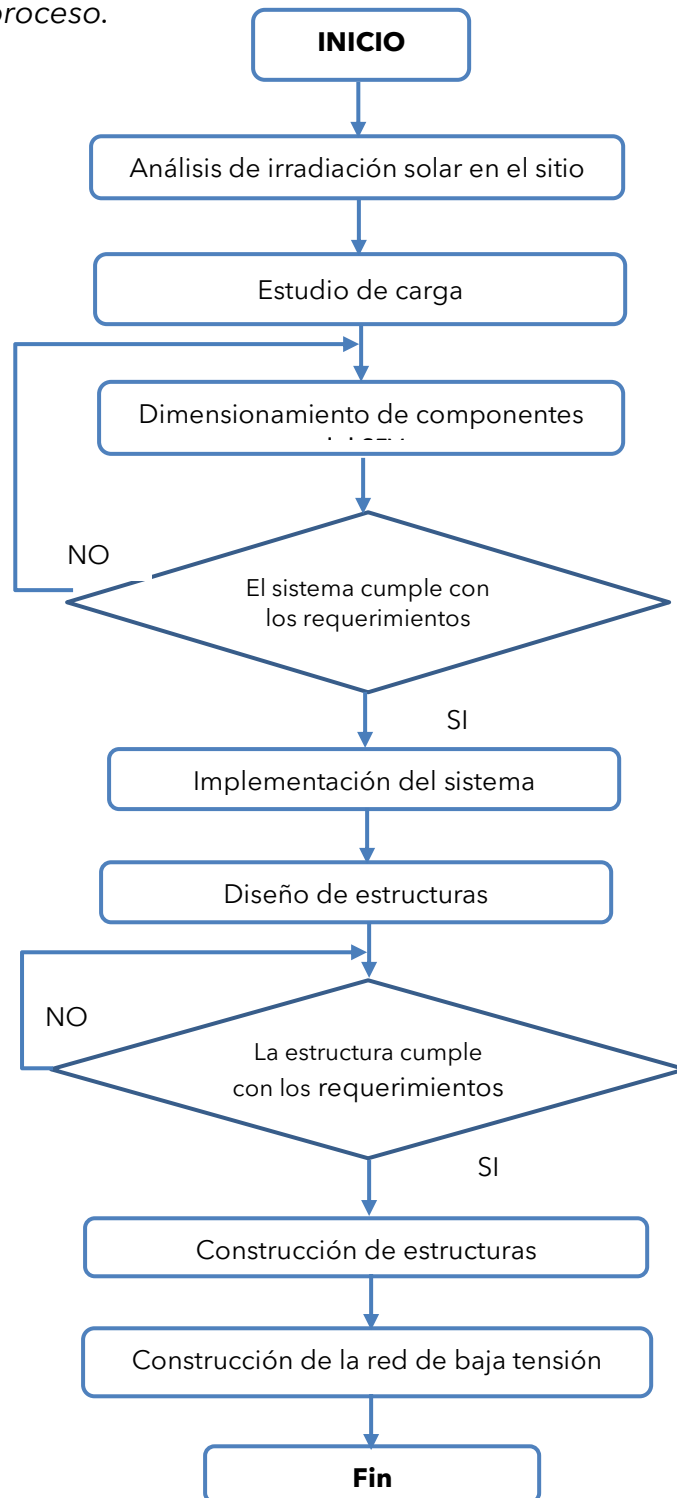 proceso.
INICIO
Análisis de irradiación solar en el sitio
Estudio de carga
Dimensionamiento de componentes
NO
El sistema cumple con
los requerimientos
SI
Implementación del sistema
Diseño de estructuras
NO
La estructura cumple
con los requerimientos
SI
Construcción de estructuras
Construcción de la red de baja tensión
Fin